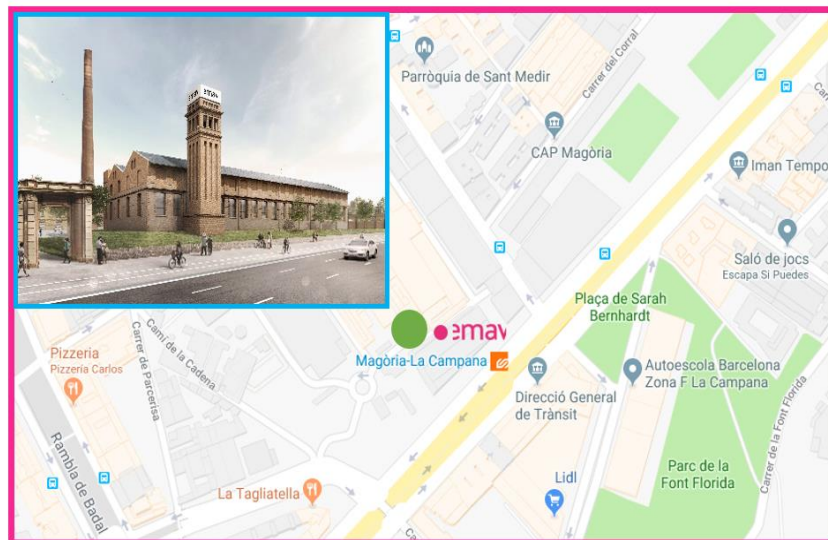 emav
Parròquia de Sant Medir
Carrer del Corral
CAP Magòria
Iman Tempo
Saló de jocs
Escapa Si Puedes
Plaça de Sarah
Bernhardt
emav
Magòria-La Campana
Camí de la Cadena
Carrer de Parcerisa
Pizzeria
Pizzería Carlos
Direcció General
de Trànsit
Autoescola Barcelona
Zona F La Campana
Carrer de la Font Florida
Rambla de Badal
Parc de la
Font Florida
La Tagliatella
Lidl
Ca